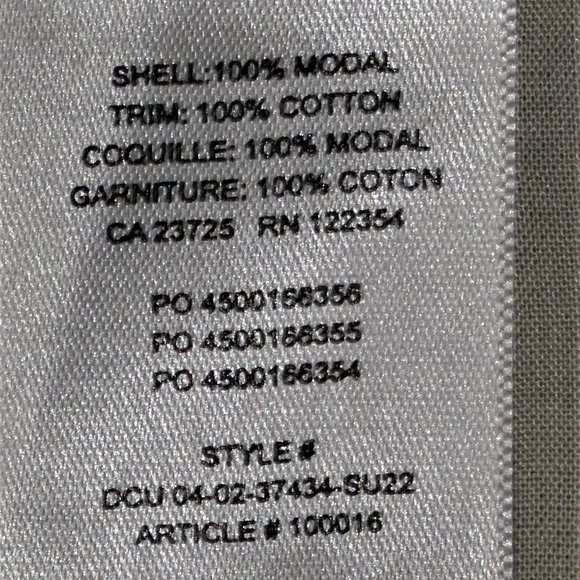 SHELL:100% MODAL
TRIM: 100% COTTON
COQUILLE: 100% MODAL
GARNITURE: 100% COTON
CA 23725 RN 122354
PO 4500166356
PO 4500166355
PO 4500166354
STYLE #
DCU 04-02-37434-SU22
ARTICLE # 100016